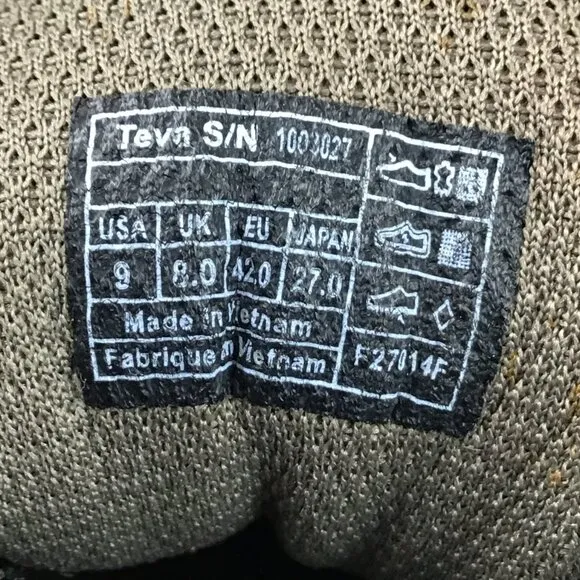 Teva S/N 1003027
USA UK EU JAPAN
9 8.0 42.0 27.0
Made in Vietnam
Fabrique en Vietnam
F27014F